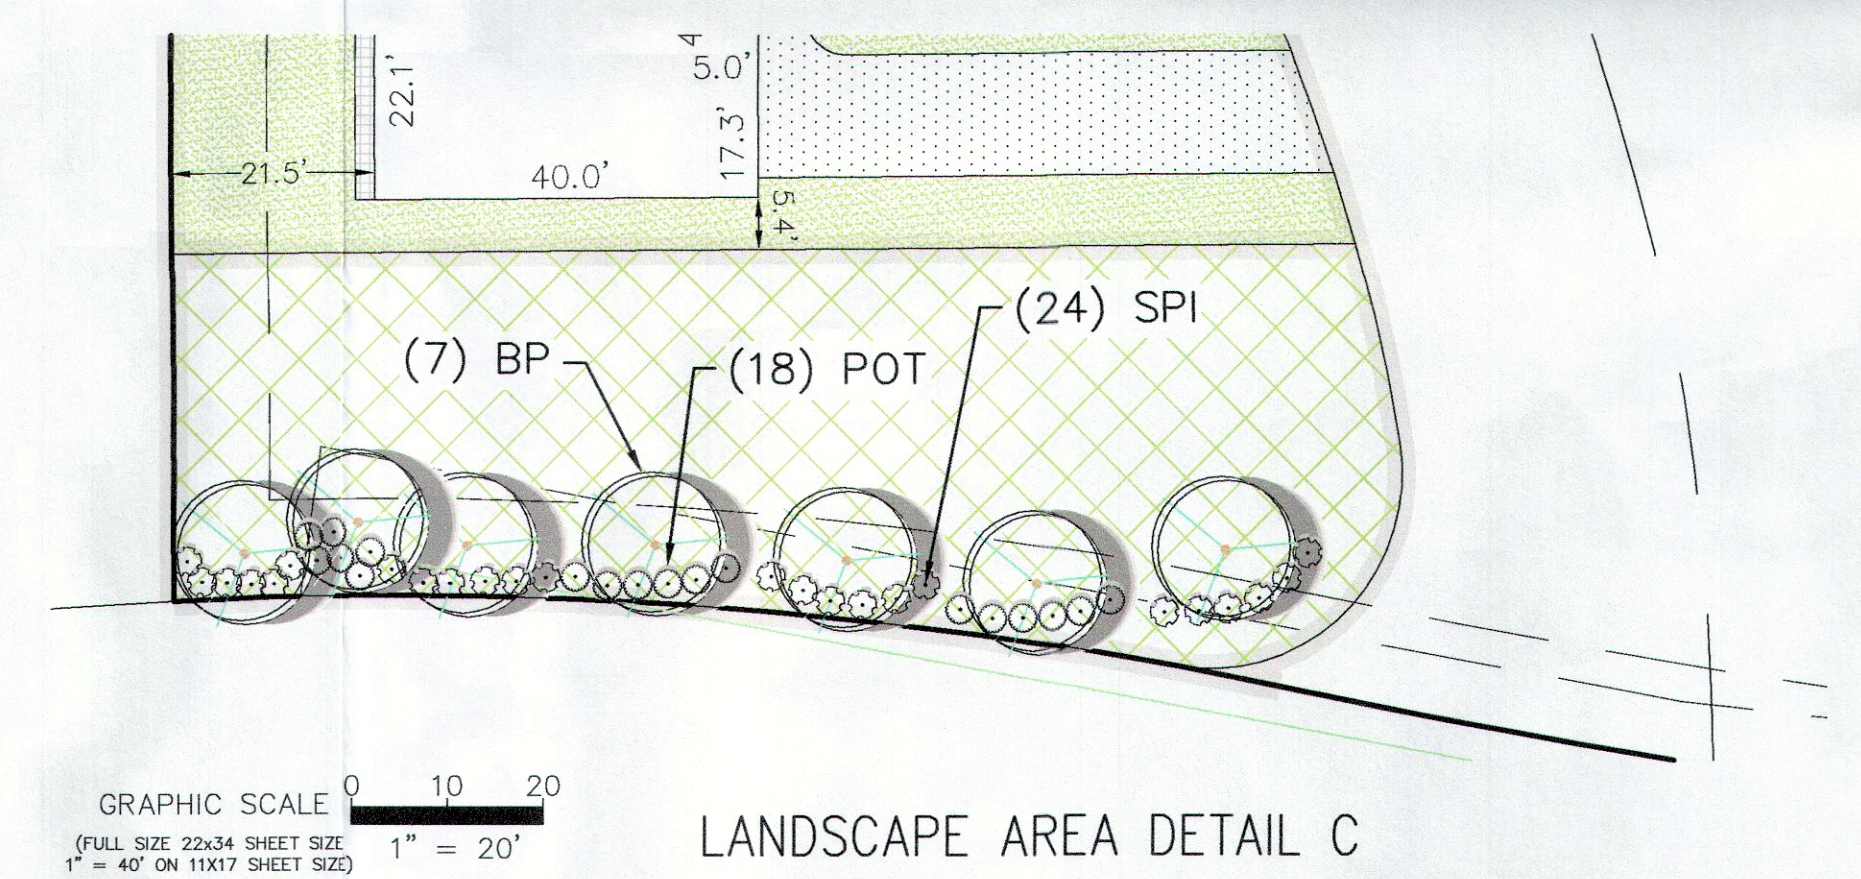 4
5.0'
22.1'
17.3'
21.5'
40.0'
5.4'
(24) SPI
(7) BP
(18) POT
0 10 20
GRAPHIC SCALE
(FULL SIZE 22x34 SHEET SIZE
1" = 40' ON 11X17 SHEET SIZE)
1" = 20'
LANDSCAPE AREA DETAIL C